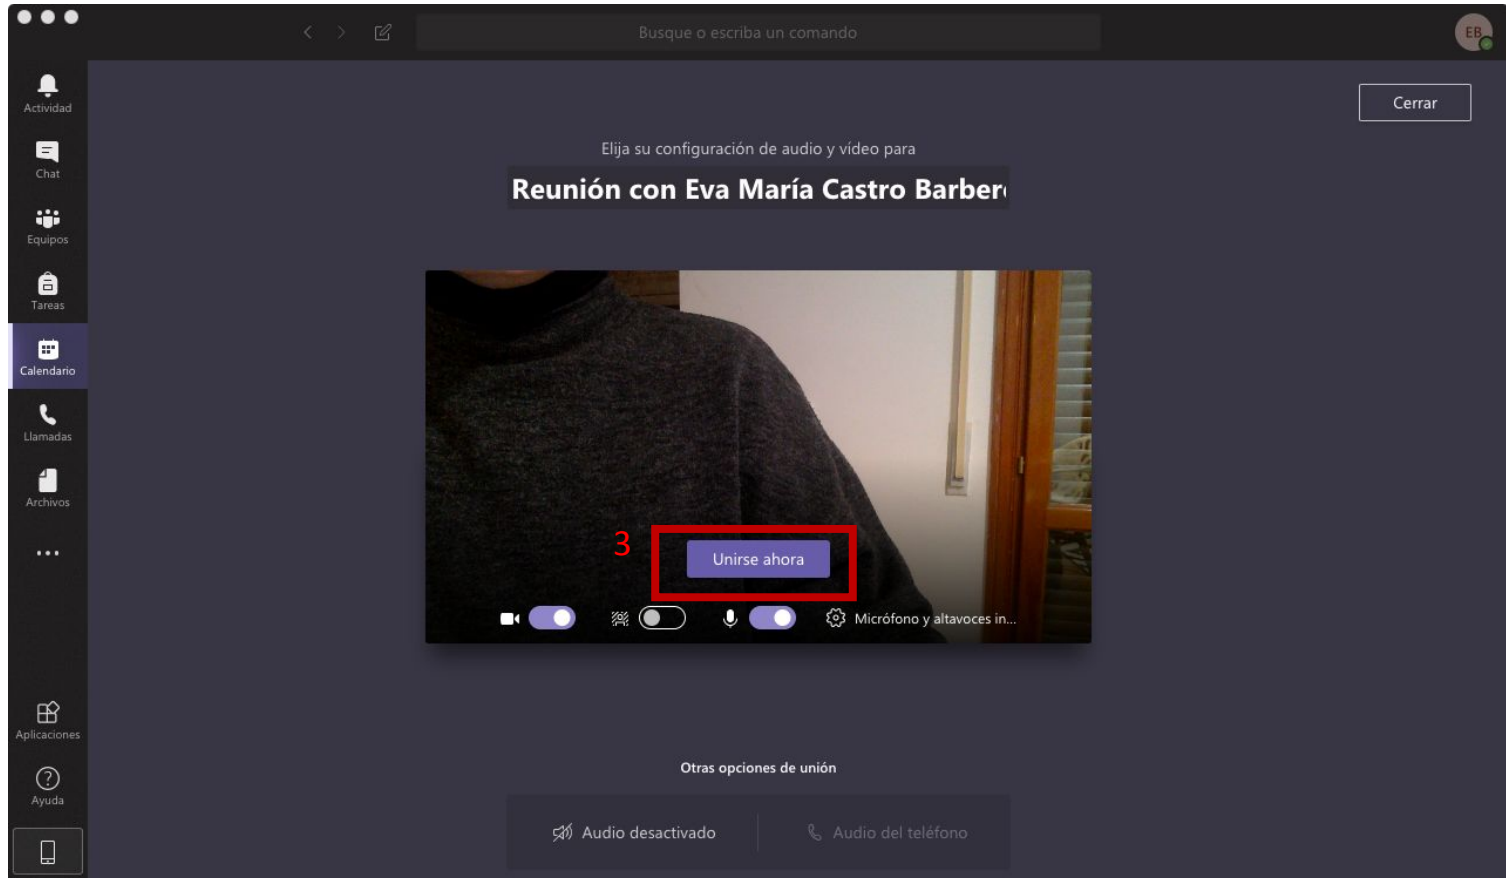 Busque o escriba un comando
EB
Actividad
Chat
Equipos
Tareas
Calendario
Llamadas
Archivos
Aplicaciones
Ayuda
Cerrar
Elija su configuración de audio y vídeo para
Reunión con Eva María Castro Barber
3
Unirse ahora
Micrófono y altavoces in...
Otras opciones de unión
Audio desactivado
Audio del teléfono